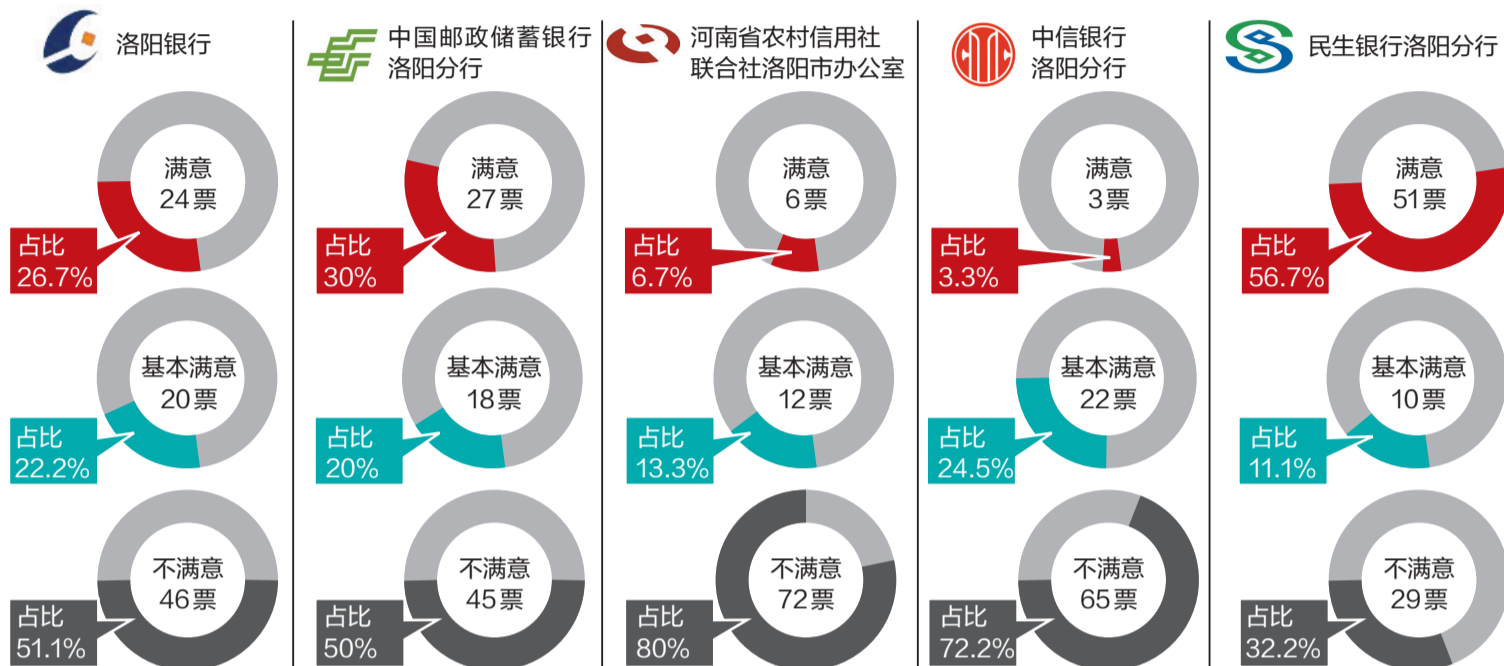 洛阳银行
满意
24票
占比
26.7%
基本满意
20票
占比
22.2%
不满意
46票
占比
51.1%
中国邮政储蓄银行
洛阳分行
满意
27票
占比
30%
基本满意
18票
占比
20%
不满意
45票
占比
50%
河南省农村信用社
联合社洛阳市办公室
满意
6票
占比
6.7%
基本满意
12票
占比
13.3%
不满意
72票
占比
80%
CITIC
中信银行
洛阳分行
满意
3票
占比
3.3%
基本满意
22票
占比
24.5%
不满意
65票
占比
72.2%
民生银行洛阳分行
满意
51票
占比
56.7%
基本满意
10票
占比
11.1%
不满意
29票
占比
32.2%